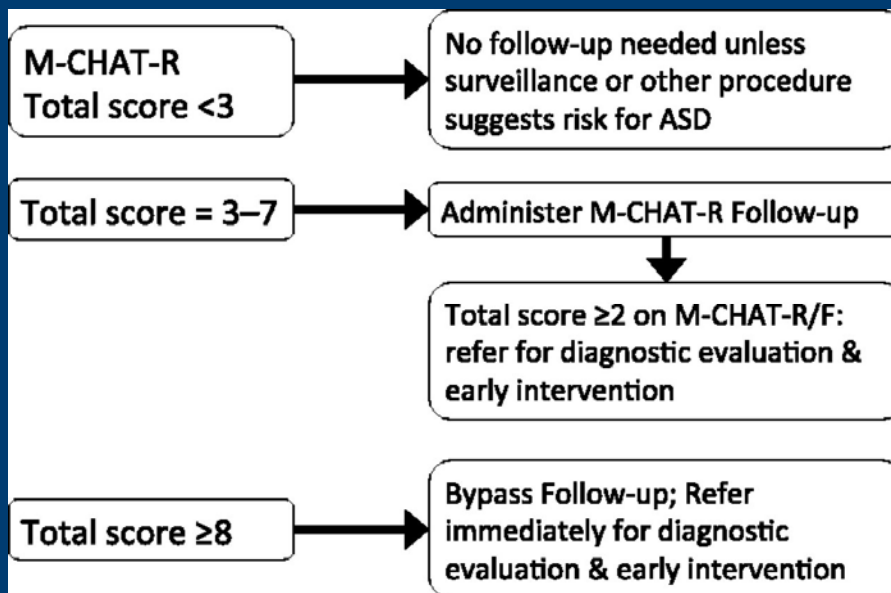 M-CHAT-R
Total score <3
No follow-up needed unless
surveillance or other procedure
suggests risk for ASD
Total score = 3–7
Administer M-CHAT-R Follow-up
Total score ≥2 on M-CHAT-R/F:
refer for diagnostic evaluation &
early intervention
Total score ≥8
Bypass Follow-up; Refer
immediately for diagnostic
evaluation & early intervention